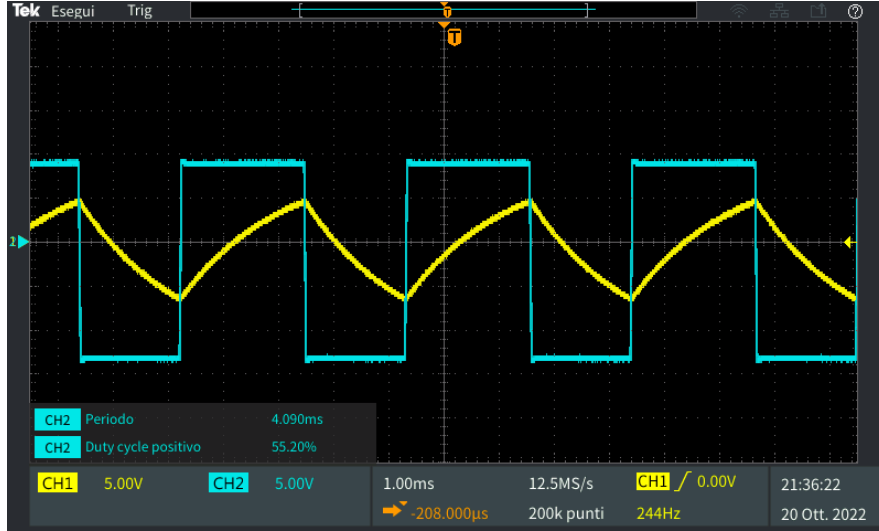 Tek Esegui Trig
T
T
2
CH2 Periodo 4.090ms
CH2 Duty cycle positivo 55.20%
CH1 5.00V CH2 5.00V 1.00ms 12.5MS/s CH1 0.00V 21:36:22
-208.000µs 200k punti 244Hz 20 Ott. 2022